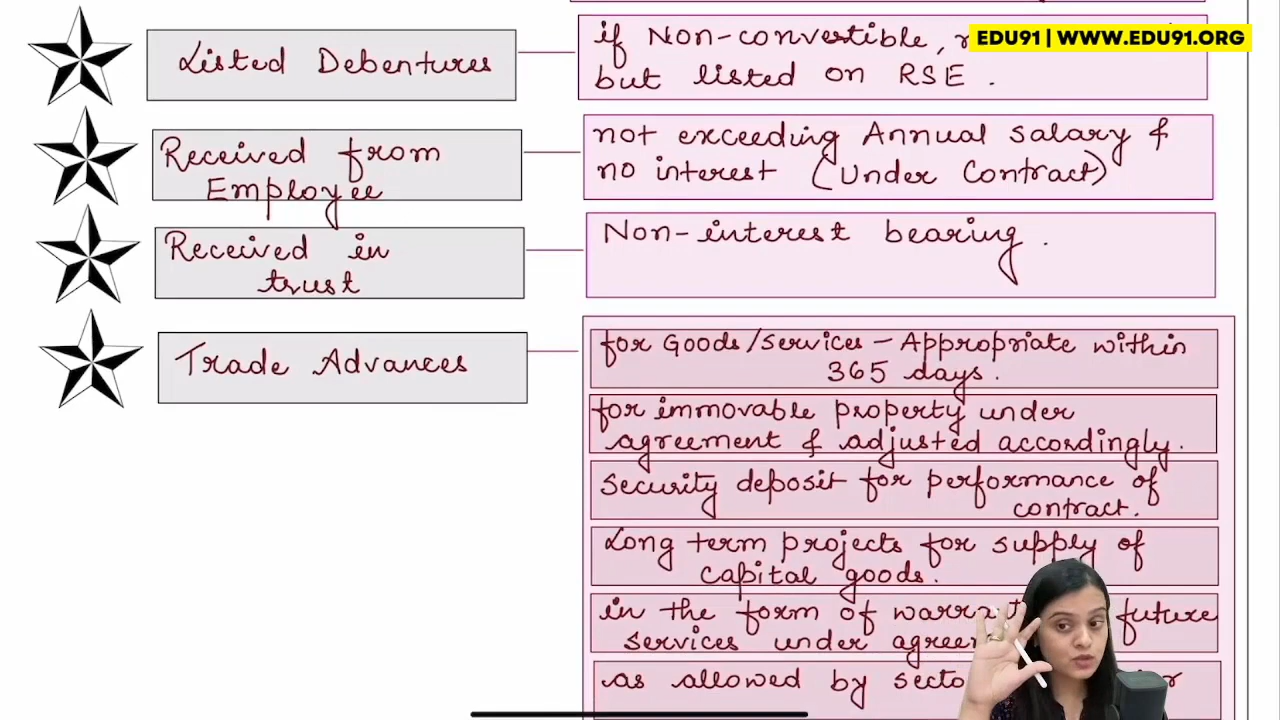 EDU91 | WWW.EDU91.ORG
Listed Debentures
if Non-convertible,
but listed on RSE .
Received from
Employee
not exceeding Annual salary &
no interest (Under Contract)
Received in
trust
Non-interest bearing .
Trade Advances
for Goods/Services - Appropriate within
365 days.
for immovable property under
agreement & adjusted accordingly.
Security deposit for performance of
contract.
Long term projects for supply of
capital goods.
in the form of future
services under
as allowed by